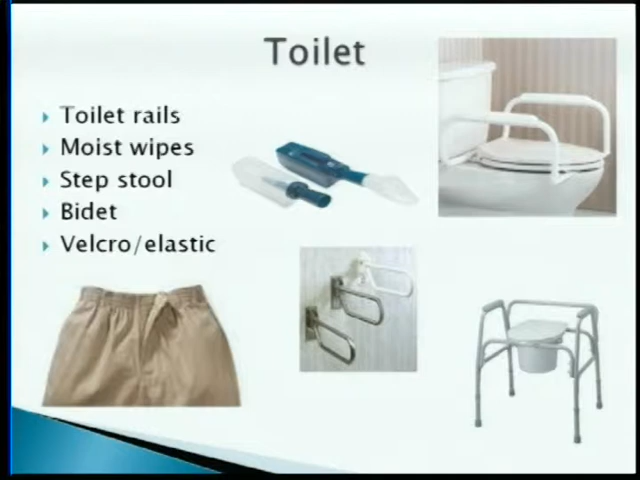 Toilet
Toilet rails
Moist wipes
Step stool
Bidet
Velcro/elastic